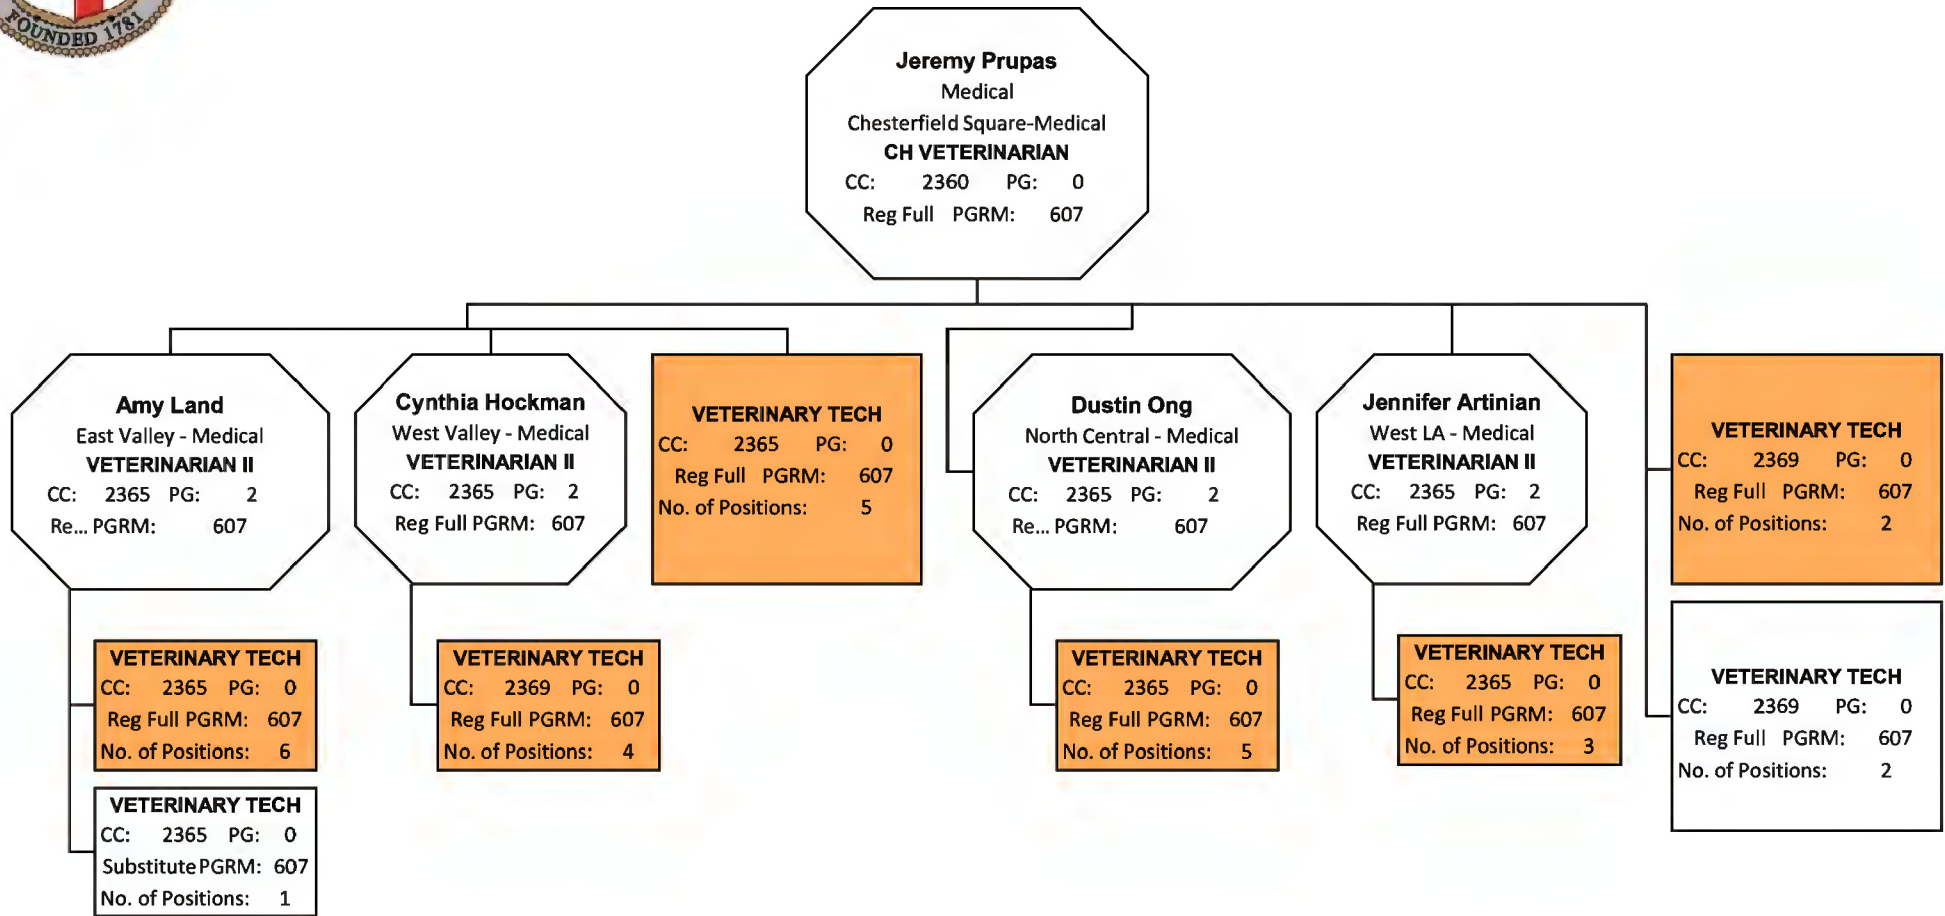 FOUNDED 1781
Jeremy Prupas
Medical
Chesterfield Square-Medical
CH VETERINARIAN
CC: 2360 PG: 0
Reg Full PGRM: 607
Amy Land
East Valley - Medical
VETERINARIAN II
CC: 2365 PG: 2
Re... PGRM: 607
Cynthia Hockman
West Valley - Medical
VETERINARIAN II
CC: 2365 PG: 2
Reg Full PGRM: 607
VETERINARY TECH
CC: 2365 PG: 0
Reg Full PGRM: 607
No. of Positions: 5
Dustin Ong
North Central - Medical
VETERINARIAN II
CC: 2365 PG: 2
Re... PGRM: 607
Jennifer Artinian
West LA - Medical
VETERINARIAN II
CC: 2365 PG: 2
Reg Full PGRM: 607
VETERINARY TECH
CC: 2369 PG: 0
Reg Full PGRM: 607
No. of Positions: 2
VETERINARY TECH
CC: 2365 PG: 0
Reg Full PGRM: 607
No. of Positions: 6
VETERINARY TECH
CC: 2369 PG: 0
Reg Full PGRM: 607
No. of Positions: 4
VETERINARY TECH
CC: 2365 PG: 0
Reg Full PGRM: 607
No. of Positions: 5
VETERINARY TECH
CC: 2365 PG: 0
Reg Full PGRM: 607
No. of Positions: 3
VETERINARY TECH
CC: 2369 PG: 0
Reg Full PGRM: 607
No. of Positions: 2
VETERINARY TECH
CC: 2365 PG: 0
Substitute PGRM: 607
No. of Positions: 1